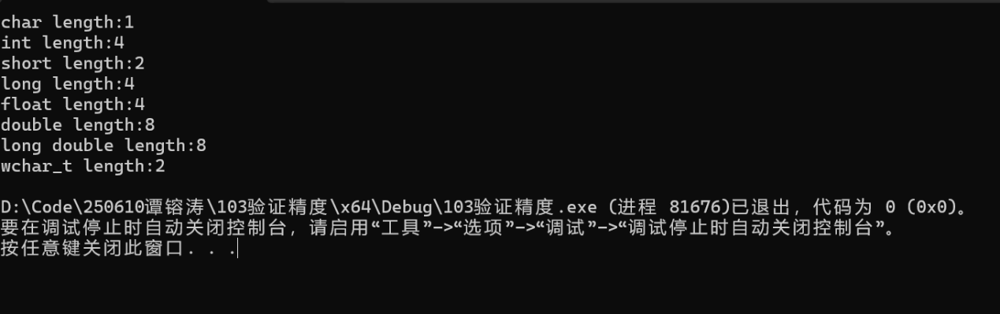 char length:1
int length:4
short length:2
long length:4
float length:4
double length:8
long double length:8
wchar_t length:2
D:\Code\250610谭镕涛\103验证精度\x64\Debug\103验证精度.exe (进程 81676)已退出，代码为 0 (0x0)。
要在调试停止时自动关闭控制台，请启用“工具”->“选项”->“调试”->“调试停止时自动关闭控制台”。
按任意键关闭此窗口. . .